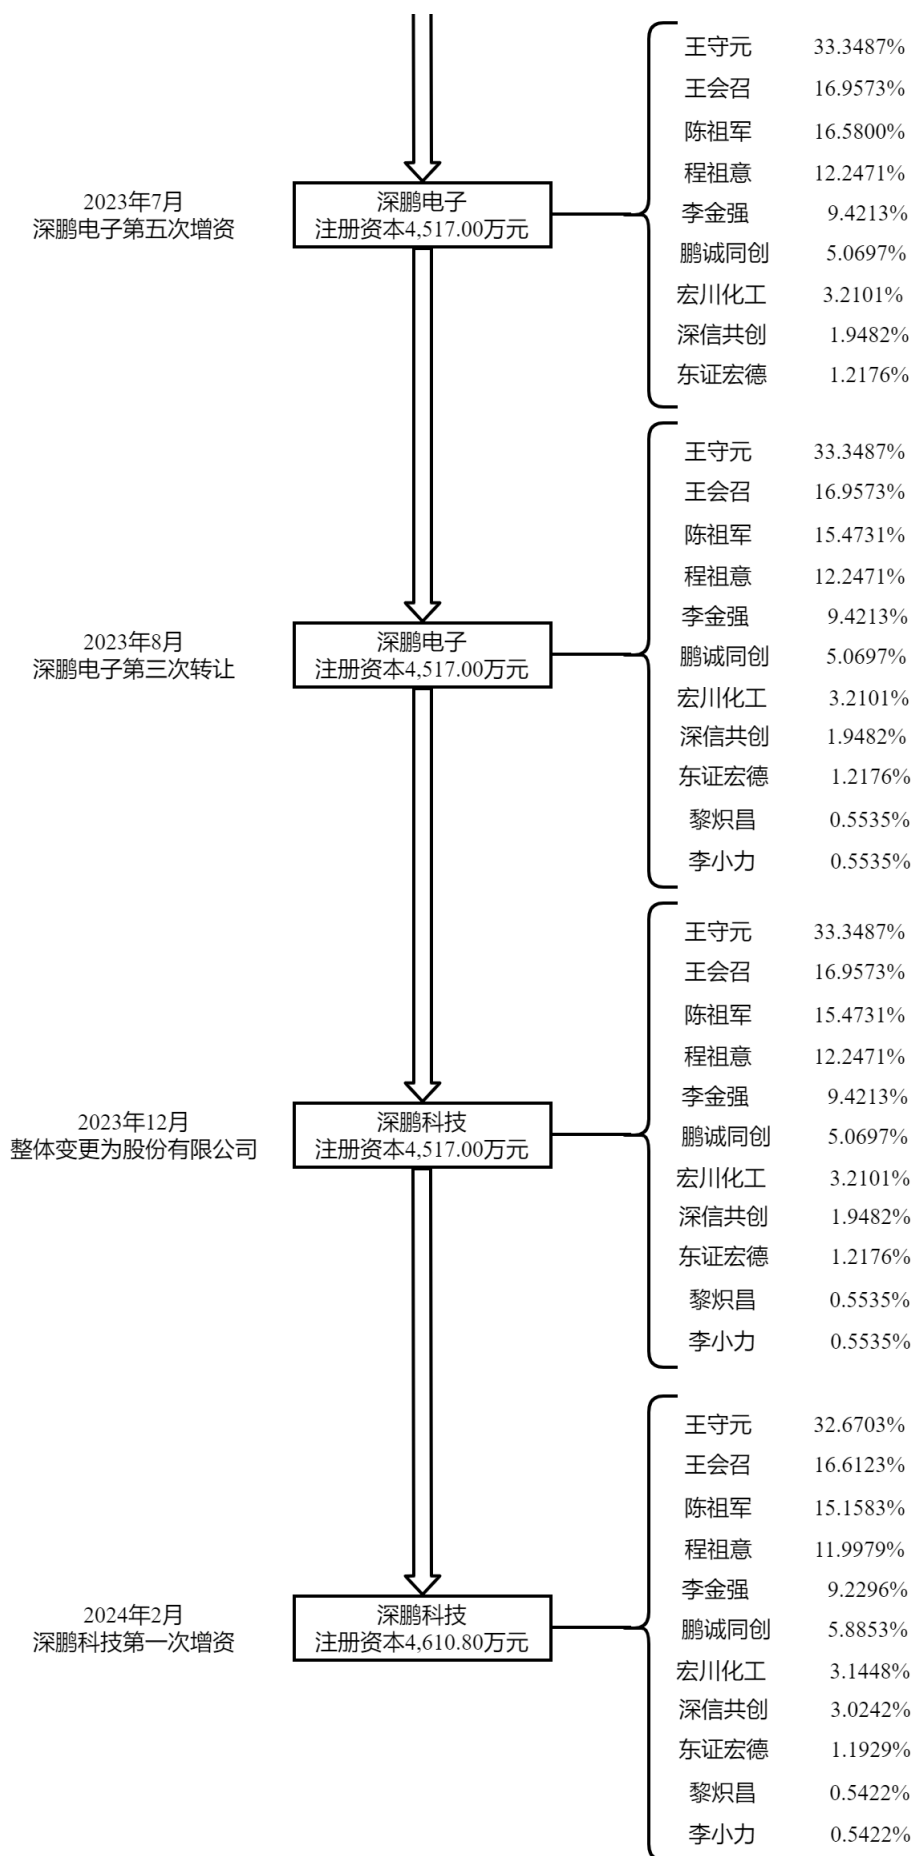 王守元 33.3487%
王会召 16.9573%
陈祖军 16.5800%
程祖意 12.2471%
李金强 9.4213%
鹏诚同创 5.0697%
宏川化工 3.2101%
深信共创 1.9482%
东证宏德 1.2176%
2023年7月
深鹏电子第五次增资
深鹏电子
注册资本4,517.00万元
王守元 33.3487%
王会召 16.9573%
陈祖军 15.4731%
程祖意 12.2471%
李金强 9.4213%
鹏诚同创 5.0697%
宏川化工 3.2101%
深信共创 1.9482%
东证宏德 1.2176%
黎炽昌 0.5535%
李小力 0.5535%
2023年8月
深鹏电子第三次转让
深鹏电子
注册资本4,517.00万元
王守元 33.3487%
王会召 16.9573%
陈祖军 15.4731%
程祖意 12.2471%
李金强 9.4213%
鹏诚同创 5.0697%
宏川化工 3.2101%
深信共创 1.9482%
东证宏德 1.2176%
黎炽昌 0.5535%
李小力 0.5535%
2023年12月
整体变更为股份有限公司
深鹏科技
注册资本4,517.00万元
王守元 32.6703%
王会召 16.6123%
陈祖军 15.1583%
程祖意 11.9979%
李金强 9.2296%
鹏诚同创 5.8853%
宏川化工 3.1448%
深信共创 3.0242%
东证宏德 1.1929%
黎炽昌 0.5422%
李小力 0.5422%
2024年2月
深鹏科技第一次增资
深鹏科技
注册资本4,610.80万元